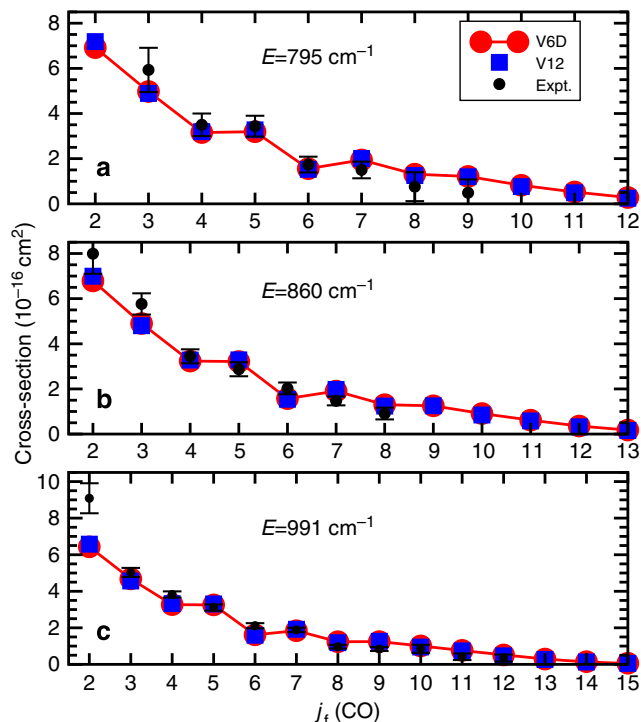 8
6
4
2
0
E=795 cm⁻¹
V6D
V12
Expt.
a
2 3 4 5 6 7 8 9 10 11 12
Cross-section (10⁻¹⁶ cm²)
8
6
4
2
0
E=860 cm⁻¹
b
2 3 4 5 6 7 8 9 10 11 12 13
10
8
6
4
2
0
E=991 cm⁻¹
c
2 3 4 5 6 7 8 9 10 11 12 13 14 15
j_f (CO)